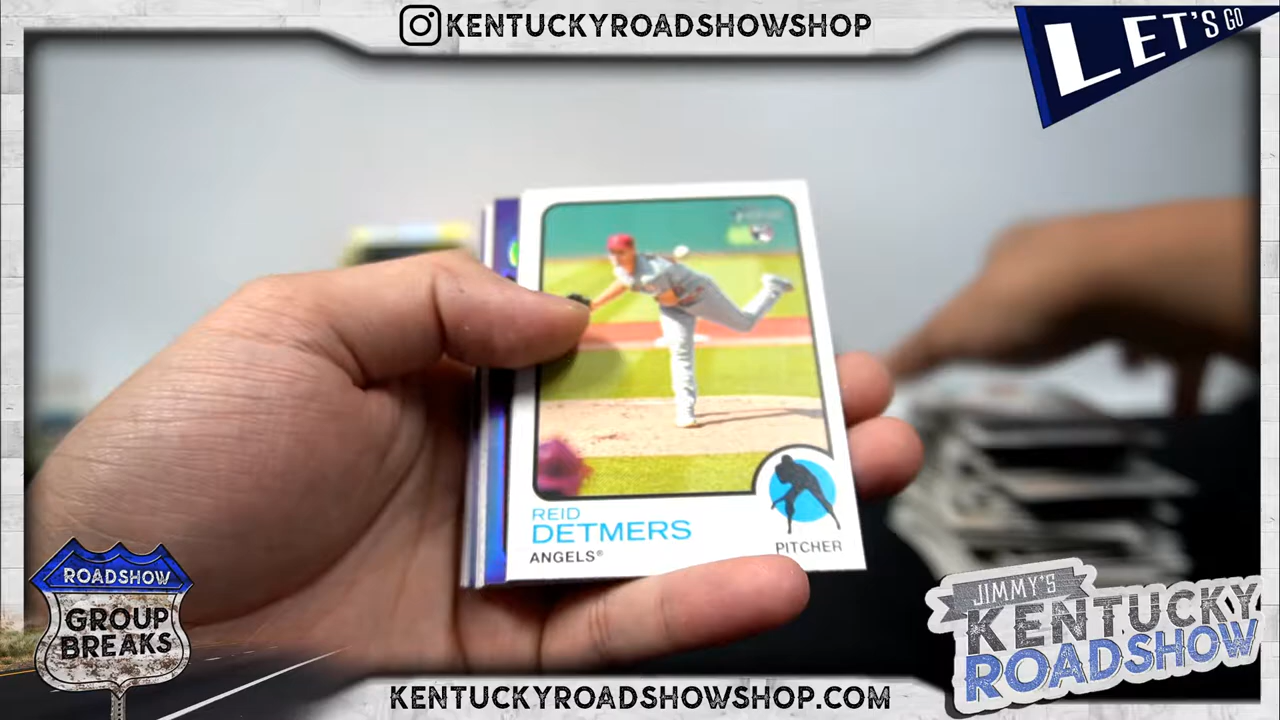 KENTUCKYROADSHOWSHOP
LET'S GO
REID
DETMERS
ANGELS®
PITCHER
ROADSHOW
GROUP
BREAKS
JIMMY'S
KENTUCKY
ROADSHOW
KENTUCKYROADSHOWSHOP.COM